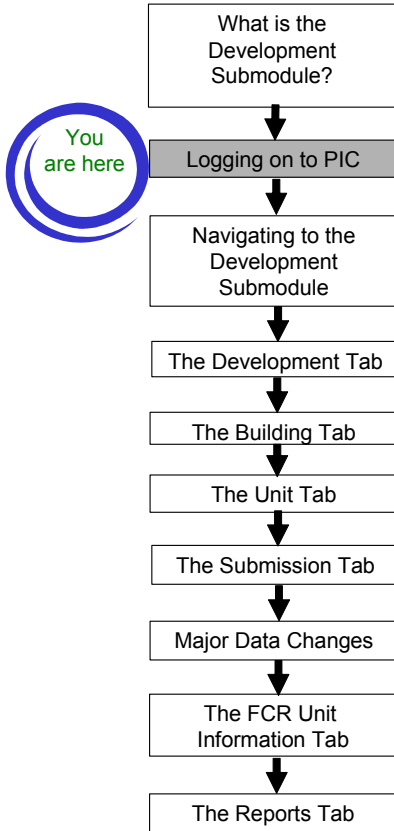 What is the
Development
Submodule?
You
are here
Logging on to PIC
Navigating to the
Development
Submodule
The Development Tab
The Building Tab
The Unit Tab
The Submission Tab
Major Data Changes
The FCR Unit
Information Tab
The Reports Tab